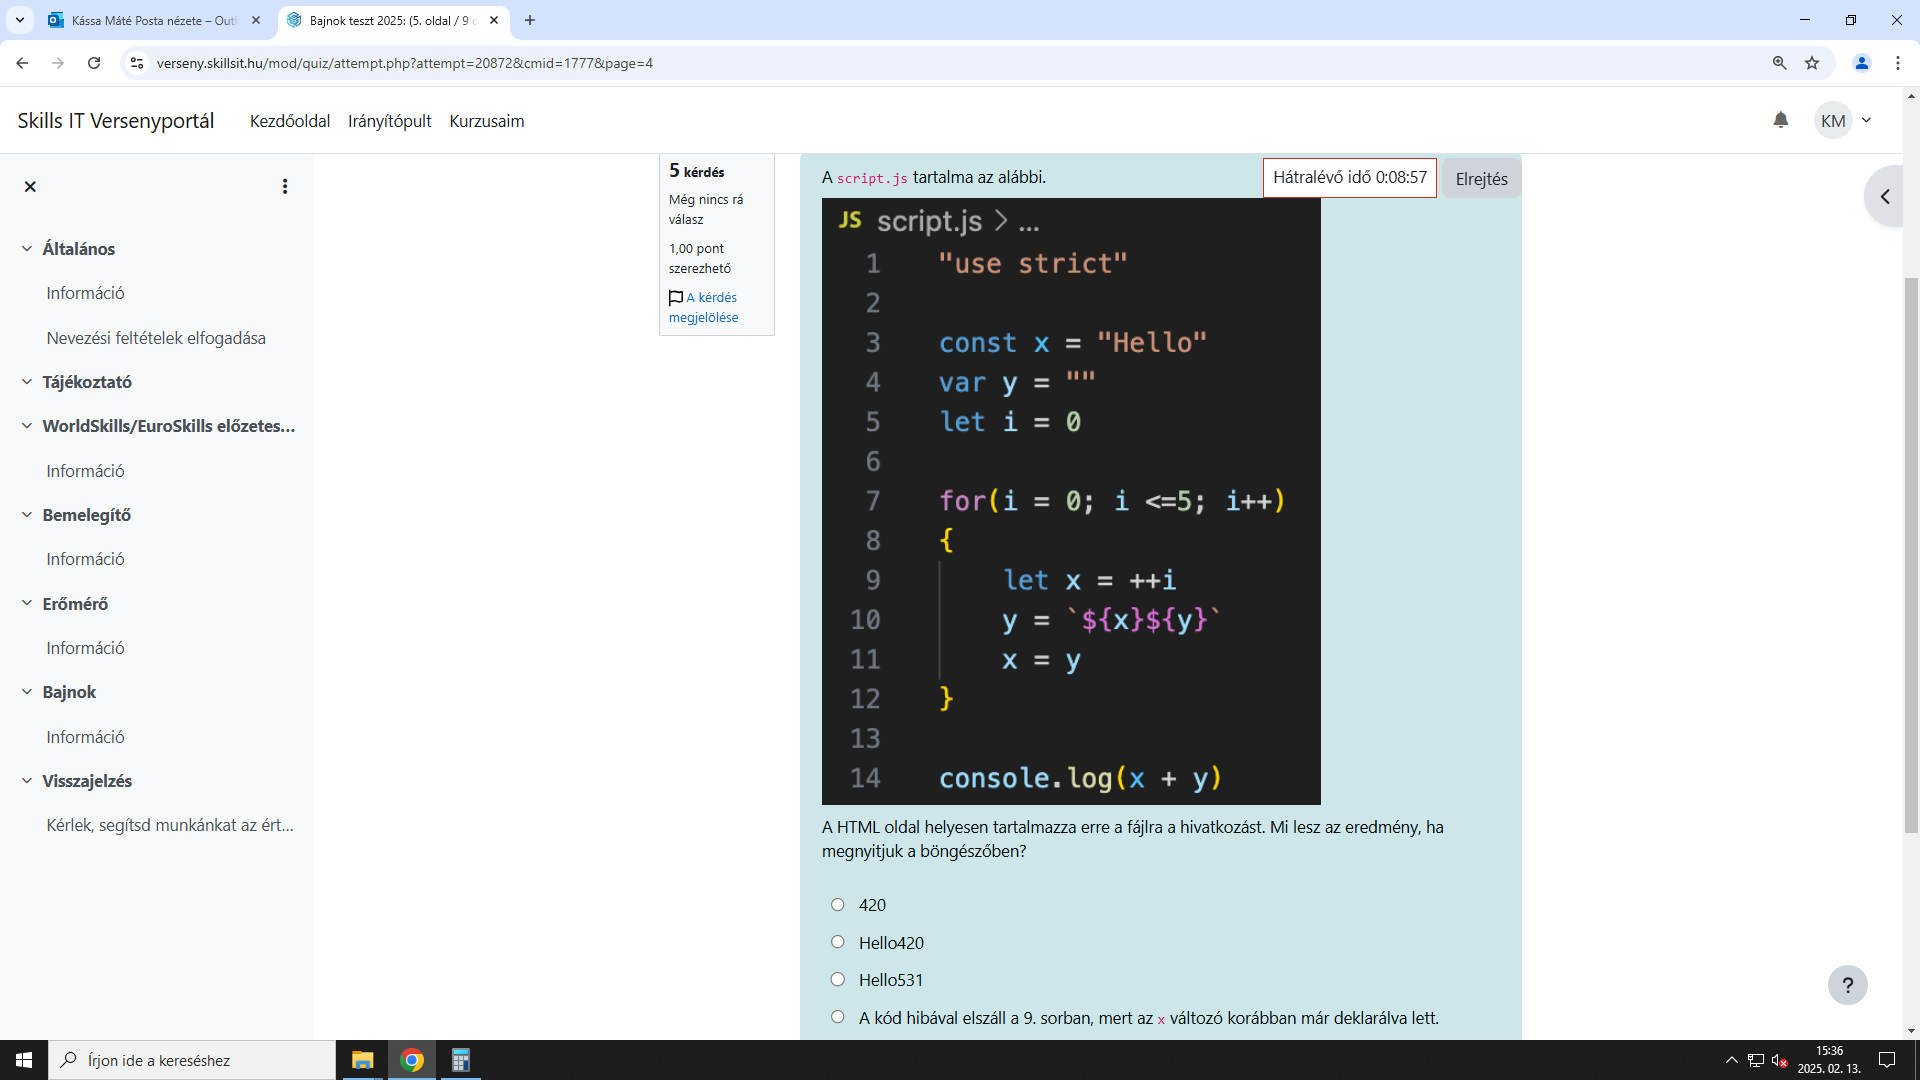 Kássa Máté Posta nézete – Outl
Bajnok teszt 2025: (5. oldal / 9 o
verseny.skillsit.hu/mod/quiz/attempt.php?attempt=20872&cmid=1777&page=4
Skills IT Versenyportál
Kezdőoldal
Irányítópult
Kurzusaim
KM
Általános
Információ
Nevezési feltételek elfogadása
Tájékoztató
WorldSkills/EuroSkills előzetes...
Információ
Bemelegítő
Információ
Erőmérő
Információ
Bajnok
Információ
Visszajelzés
Kérlek, segítsd munkánkat az ért...
5 kérdés
Még nincs rá
válasz
1,00 pont
szerezhető
A kérdés
megjelölése
A script.js tartalma az alábbi.
Hátralévő idő 0:08:57
Elrejtés
JS script.js > ...
1 "use strict"
2
3 const x = "Hello"
4 var y = ""
5 let i = 0
6
7 for(i = 0; i <=5; i++)
8 {
9 let x = ++i
10 y = `${x}${y}`
11 x = y
12 }
13
14 console.log(x + y)
A HTML oldal helyesen tartalmazza erre a fájlra a hivatkozást. Mi lesz az eredmény, ha
megnyitjuk a böngészőben?
420
Hello420
Hello531
A kód hibával elszáll a 9. sorban, mert az x változó korábban már deklarálva lett.
?
Írjon ide a kereséshez
15:36
2025. 02. 13.